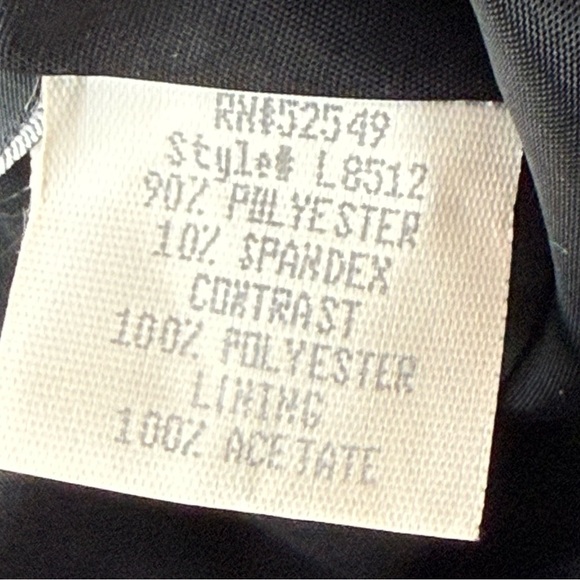 RN#52549
Style# L8512
90% POLYESTER
10% SPANDEX
CONTRAST
100% POLYESTER
LINING
100% ACETATE